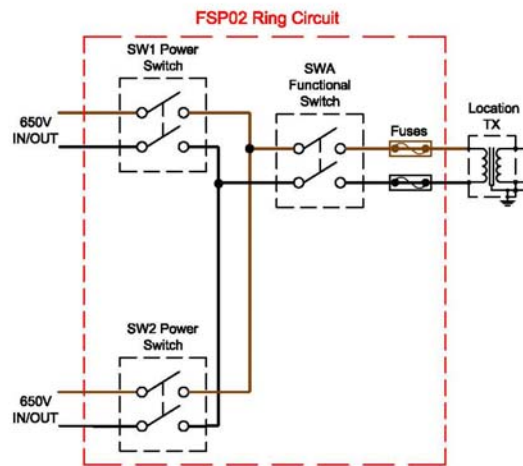 FSP02 Ring Circuit
SW1 Power
Switch
SWA
Functional
Switch
650V
IN/OUT
Fuses
Location
TX
SW2 Power
Switch
650V
IN/OUT